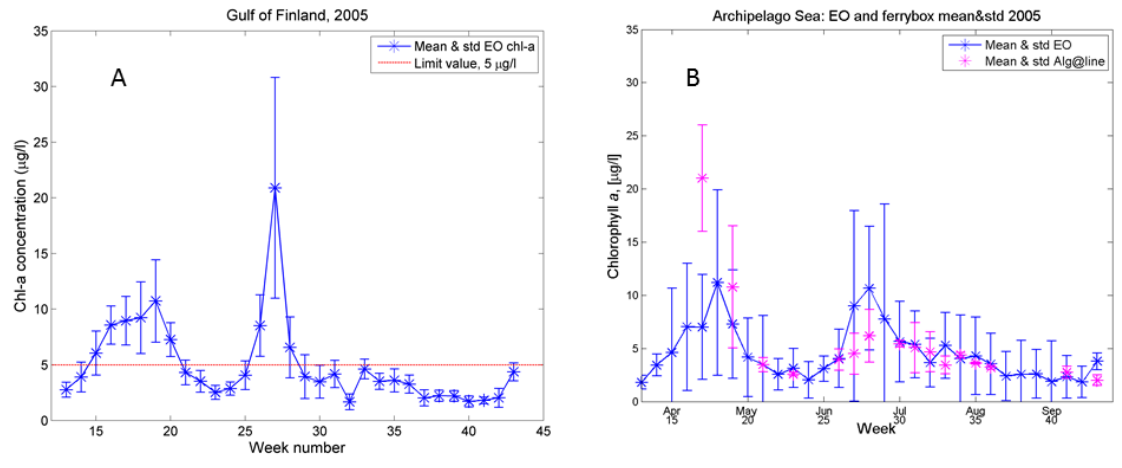 Gulf of Finland, 2005
A
Mean & std EO chl-a
Limit value, 5 µg/l
Chl-a concentration (µg/l)
35
30
25
20
15
10
5
0
15 20 25 30 35 40 45
Week number
Archipelago Sea: EO and ferrybox mean&std 2005
B
Mean & std EO
Mean & std Alg@line
Chlorophyll a, [µg/l]
35
30
25
20
15
10
5
0
Apr May Jun Jul Aug Sep
15 20 25 30 35 40
Week